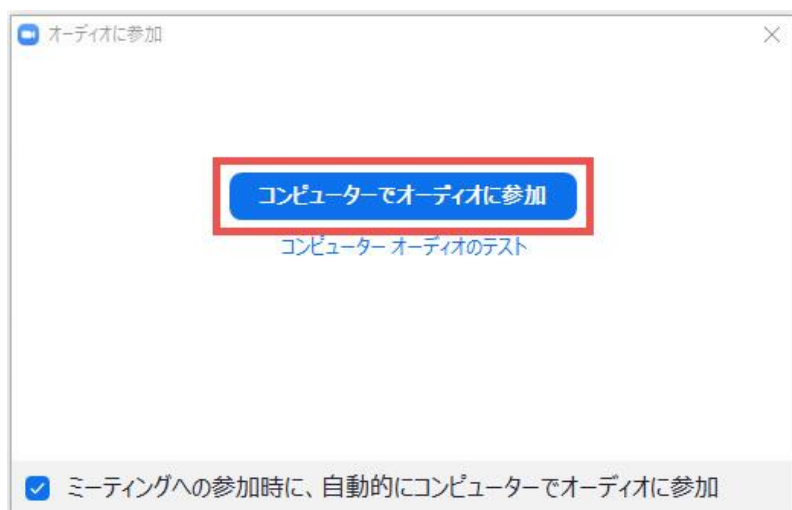 オーディオに参加
コンピューターでオーディオに参加
コンピューター オーディオのテスト
ミーティングへの参加時に、自動的にコンピューターでオーディオに参加